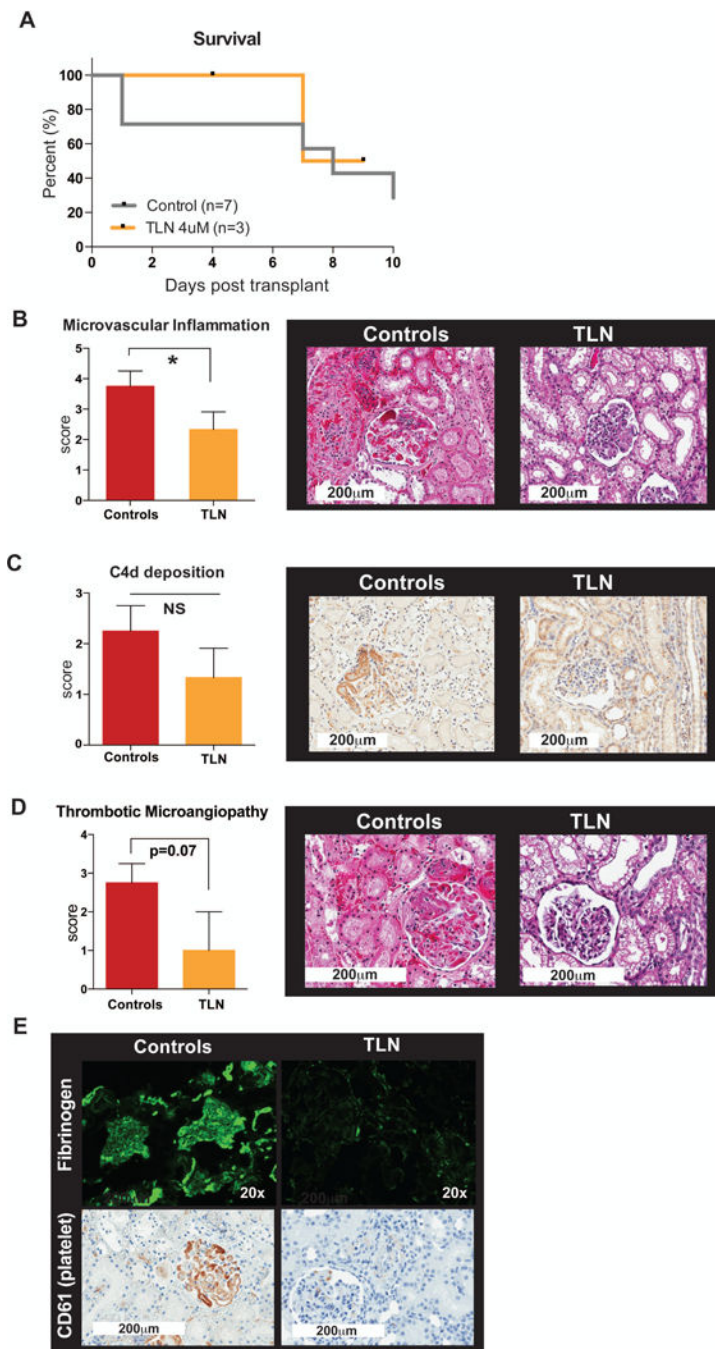 A
Survival
100
80
60
40
20
0
Percent (%)
Control (n=7)
TLN 4uM (n=3)
0 2 4 6 8 10
Days post transplant
B
Microvascular Inflammation
5
4
3
2
1
0
score
*
Controls TLN
Controls TLN
200μm 200μm
C
C4d deposition
3
2
1
0
score
NS
Controls TLN
Controls TLN
200μm 200μm
D
Thrombotic Microangiopathy
4
3
2
1
0
score
p=0.07
Controls TLN
Controls TLN
200μm 200μm
E
Controls TLN
Fibrinogen
200μm
20x 20x
CD61 (platelet)
200μm 200μm